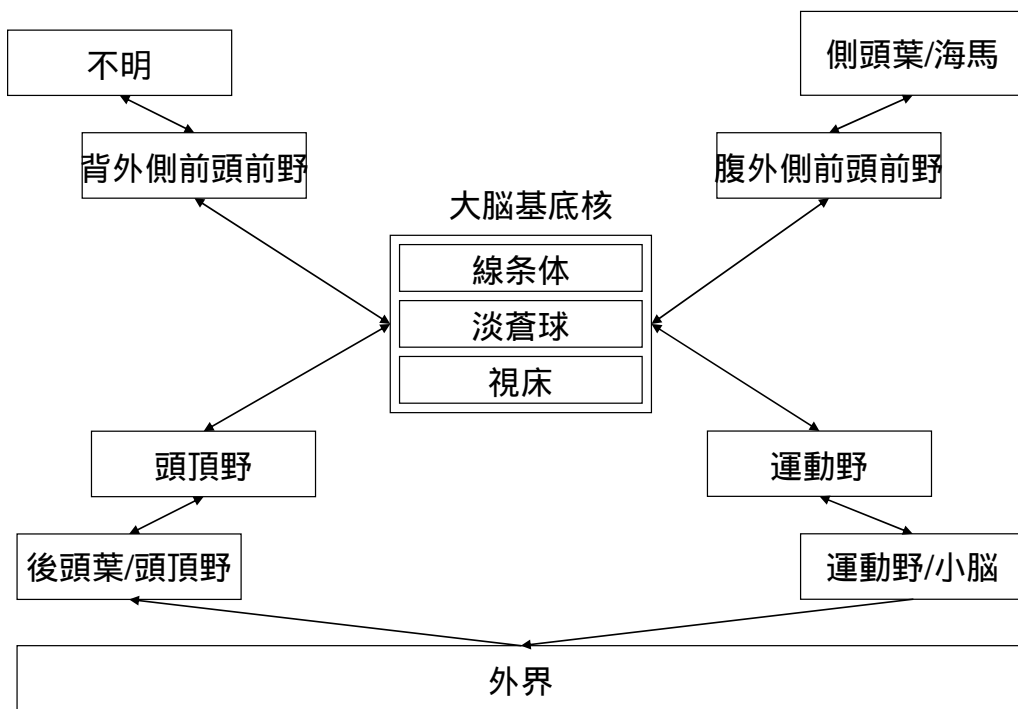 不明
側頭葉/海馬
背外側前頭前野
腹外側前頭前野
大脳基底核
線条体
淡蒼球
視床
頭頂野
運動野
後頭葉/頭頂野
運動野/小脳
外界